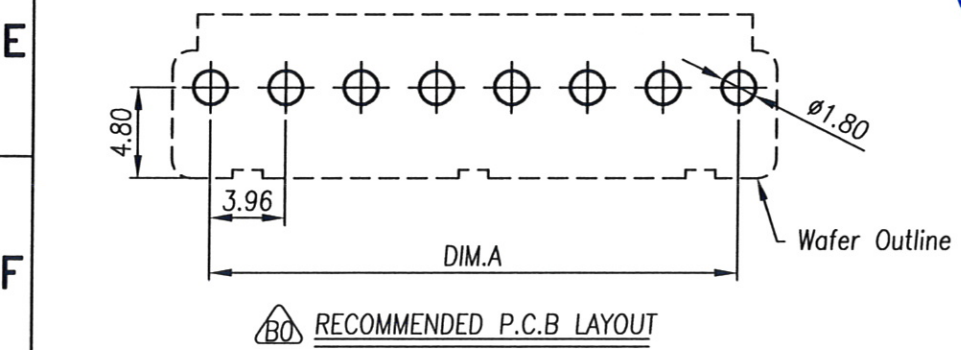 E
4.80
ø1.80
3.96
Wafer Outline
DIM.A
F
B0 RECOMMENDED P.C.B LAYOUT